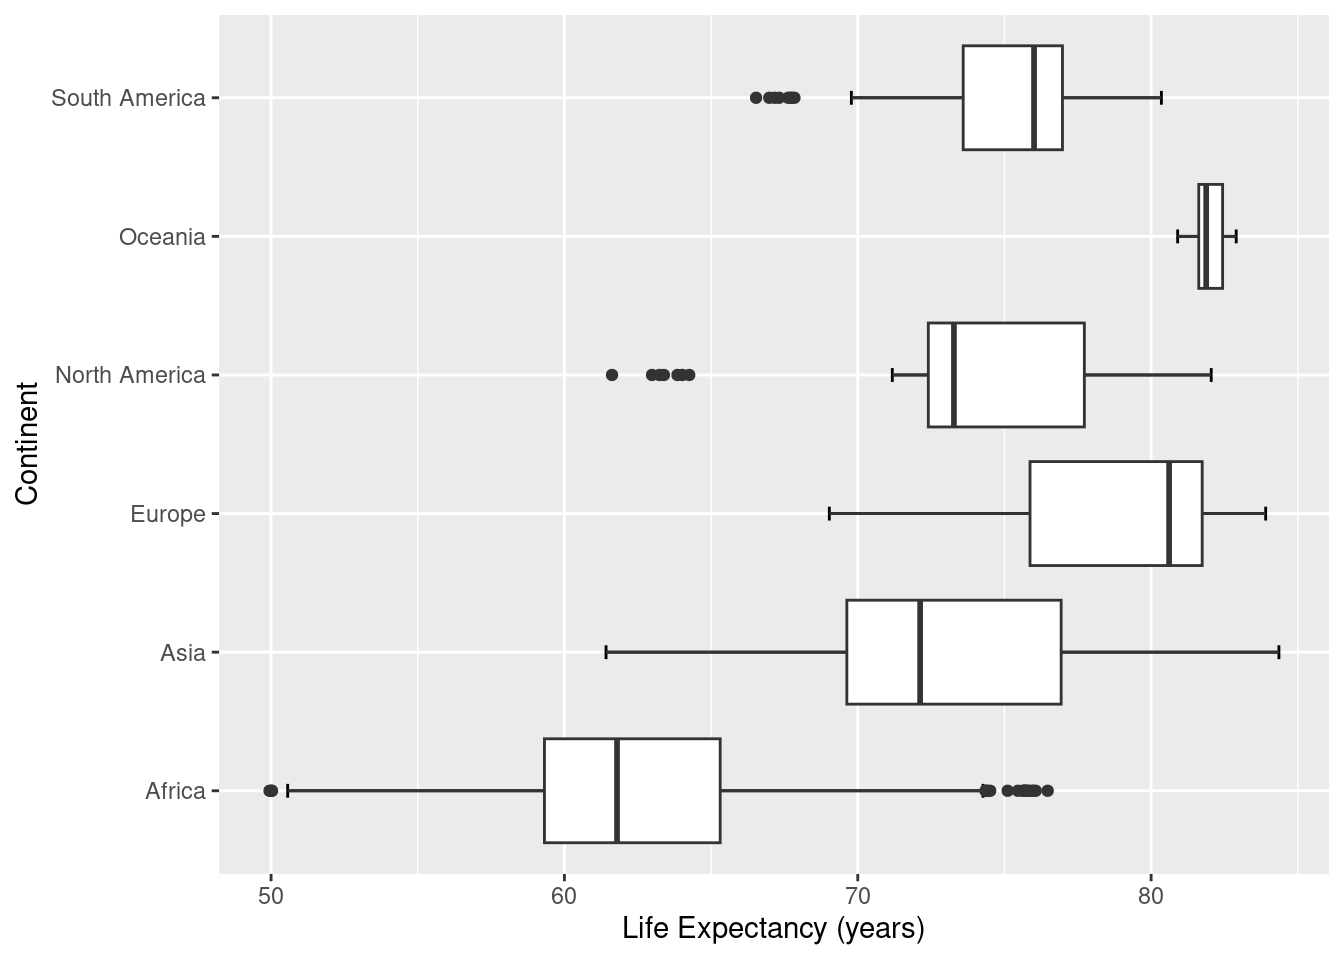 South America
Oceania
North America
Europe
Asia
Africa
Continent
50 60 70 80
Life Expectancy (years)